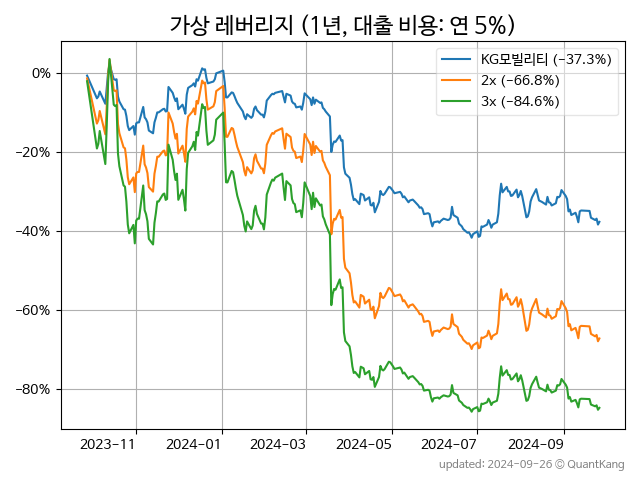 가상 레버리지 (1년, 대출 비용: 연 5%)
KG모빌리티 (−37.3%)
2x (−66.8%)
3x (−84.6%)
0%
−20%
−40%
−60%
−80%
2023−11 2024−01 2024−03 2024−05 2024−07 2024−09
updated: 2024-09-26 © QuantKang